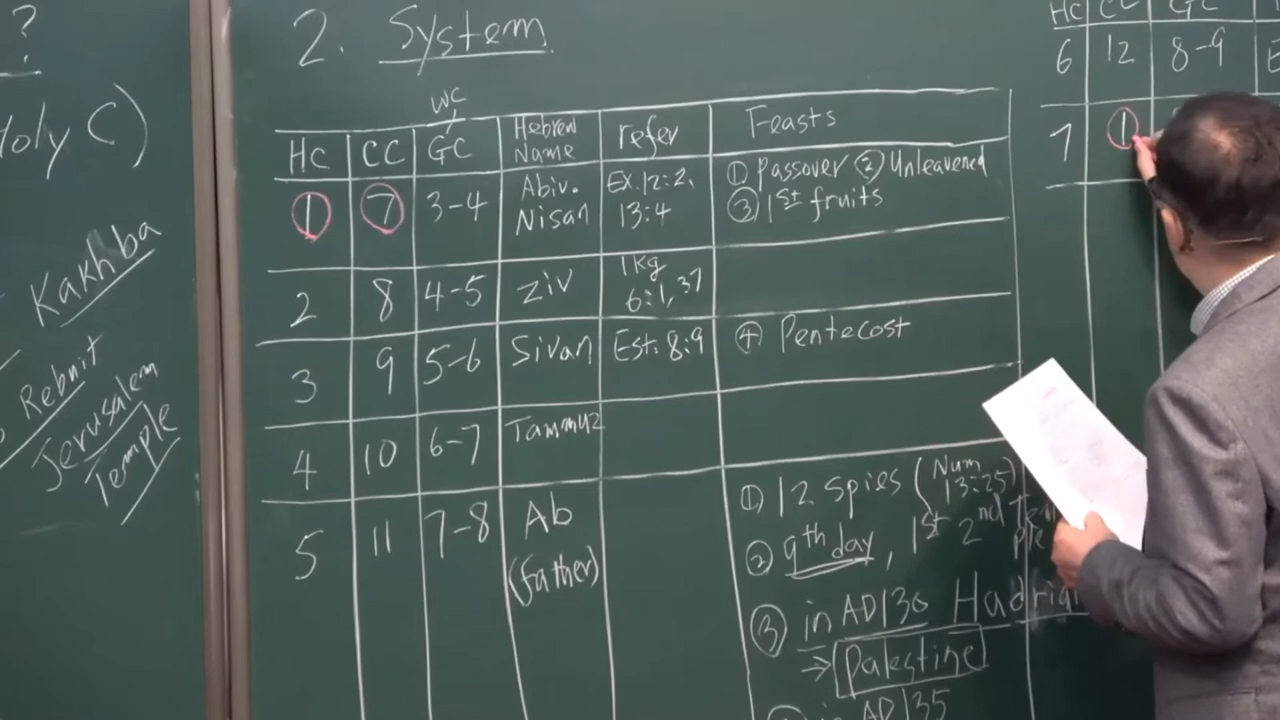 ?
Holy C)
Kakhba
Rebuit
Jerusalem
Temple
2. System
WC
HC CC GC Hebrew Name refer Feasts
① ⑦ 3-4 Abiv. Nisan EX.12:2, 13:4 ① Passover ② Unleavened
③ 1st fruits
2 8 4-5 Ziv 1kg 6:1,37
3 9 5-6 Sivan Est. 8:9 ④ Pentecost
4 10 6-7 Tammuz
5 11 7-8 Ab (father)
① 12 spies (Num 13:25)
② 9th day, 1st 2nd Temple
③ in AD130 Hadrian
→ Palestine
in AD135
HC CC GC
6 12 8-9
7 ①